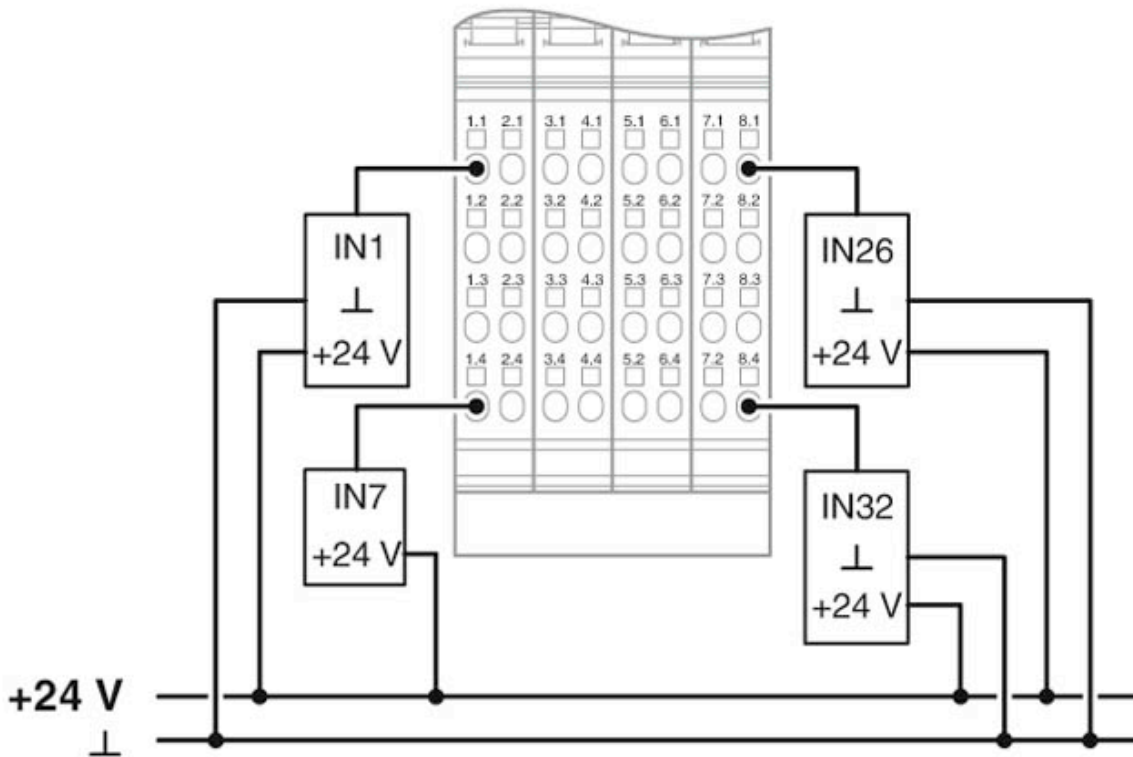 1.1 2.1 3.1 4.1 5.1 6.1 7.1 8.1
1.2 2.2 3.2 4.2 5.2 6.2 7.2 8.2
IN1
⊥
+24 V
IN26
⊥
+24 V
1.3 2.3 3.3 4.3 5.3 6.3 7.3 8.3
1.4 2.4 3.4 4.4 5.2 6.4 7.2 8.4
IN7
+24 V
IN32
⊥
+24 V
+24 V
⊥